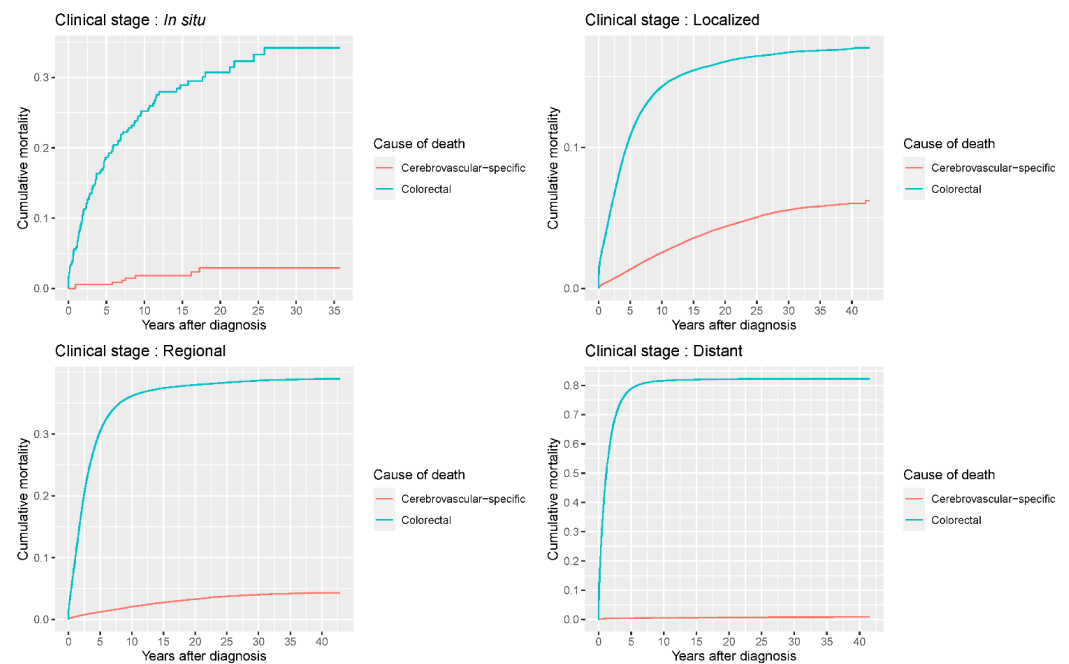 Clinical stage : In situ
Cumulative mortality
0.3
0.2
0.1
0.0
0 5 10 15 20 25 30 35
Years after diagnosis
Cause of death
Cerebrovascular-specific
Colorectal
Clinical stage : Localized
Cumulative mortality
0.1
0.0
0 5 10 15 20 25 30 35 40
Years after diagnosis
Cause of death
Cerebrovascular-specific
Colorectal
Clinical stage : Regional
Cumulative mortality
0.3
0.2
0.1
0.0
0 5 10 15 20 25 30 35 40
Years after diagnosis
Cause of death
Cerebrovascular-specific
Colorectal
Clinical stage : Distant
Cumulative mortality
0.8
0.7
0.6
0.5
0.4
0.3
0.2
0.1
0.0
0 5 10 15 20 25 30 35 40
Years after diagnosis
Cause of death
Cerebrovascular-specific
Colorectal